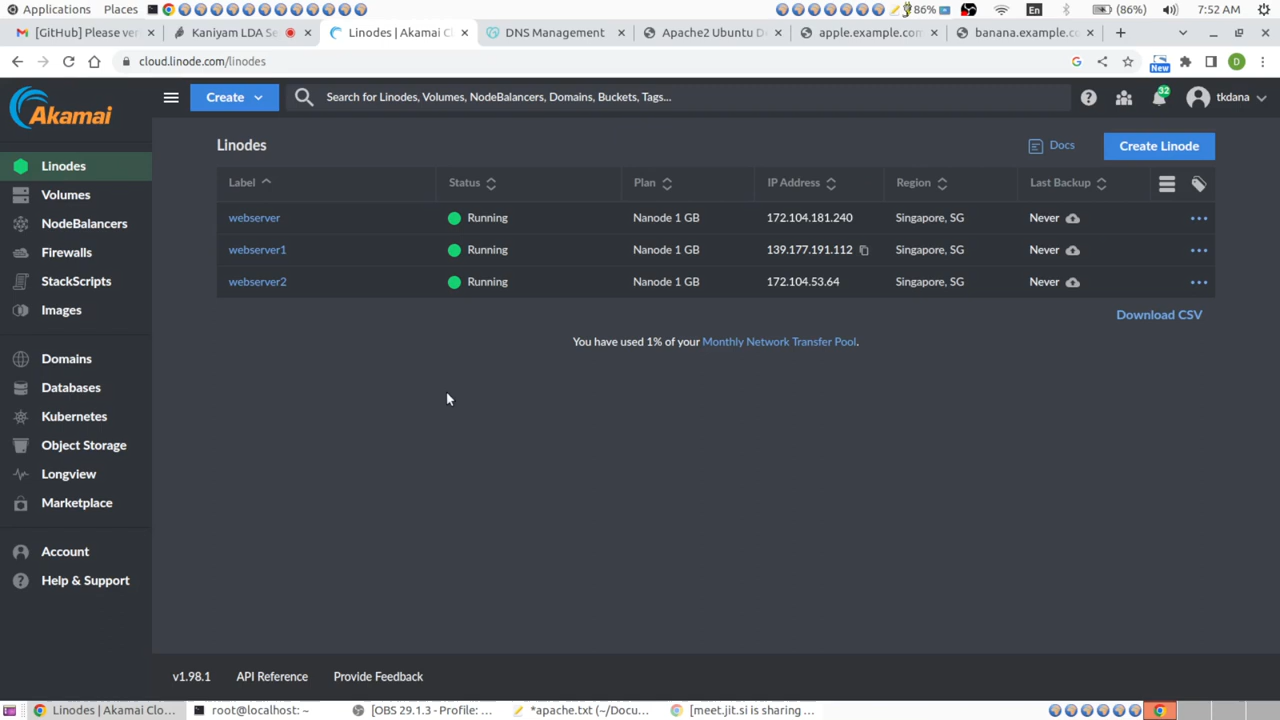 Applications Places 86% En (86%) 7:52 AM
[GitHub] Please ver Kaniyam LDA Se Linodes | Akamai Cl DNS Management Apache2 Ubuntu D apple.example.con banana.example.c
cloud.linode.com/linodes New D
Akamai Create Search for Linodes, Volumes, NodeBalancers, Domains, Buckets, Tags... 32 tkdana
Linodes Docs Create Linode
Linodes
Volumes
NodeBalancers
Firewalls
StackScripts
Images
Domains
Databases
Kubernetes
Object Storage
Longview
Marketplace
Account
Help & Support
Label Status Plan IP Address Region Last Backup
webserver Running Nanode 1 GB 172.104.181.240 Singapore, SG Never
webserver1 Running Nanode 1 GB 139.177.191.112 Singapore, SG Never
webserver2 Running Nanode 1 GB 172.104.53.64 Singapore, SG Never
Download CSV
You have used 1% of your Monthly Network Transfer Pool.
v1.98.1 API Reference Provide Feedback
Linodes | Akamai Clo... root@localhost: ~ [OBS 29.1.3 - Profile: ... *apache.txt (~/Docu... [meet.jit.si is sharing ...